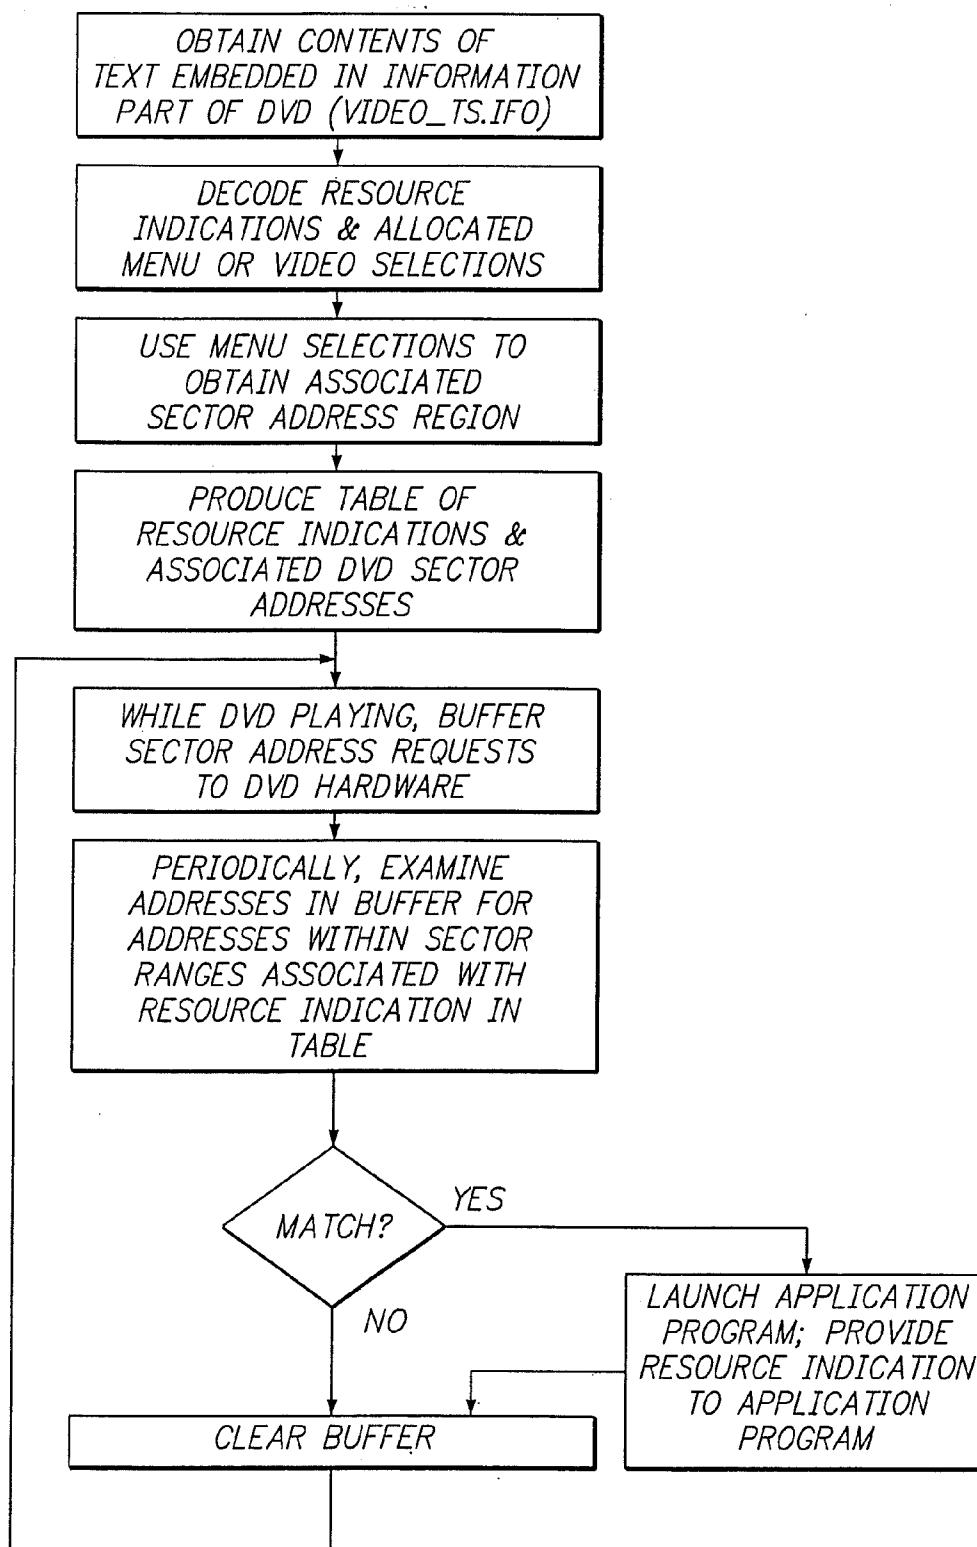 OBTAIN CONTENTS OF
TEXT EMBEDDED IN INFORMATION
PART OF DVD (VIDEO_TS.IFO)
DECODE RESOURCE
INDICATIONS & ALLOCATED
MENU OR VIDEO SELECTIONS
USE MENU SELECTIONS TO
OBTAIN ASSOCIATED
SECTOR ADDRESS REGION
PRODUCE TABLE OF
RESOURCE INDICATIONS &
ASSOCIATED DVD SECTOR
ADDRESSES
WHILE DVD PLAYING, BUFFER
SECTOR ADDRESS REQUESTS
TO DVD HARDWARE
PERIODICALLY, EXAMINE
ADDRESSES IN BUFFER FOR
ADDRESSES WITHIN SECTOR
RANGES ASSOCIATED WITH
RESOURCE INDICATION IN
TABLE
MATCH?
YES
NO
LAUNCH APPLICATION
PROGRAM; PROVIDE
RESOURCE INDICATION
TO APPLICATION
PROGRAM
CLEAR BUFFER